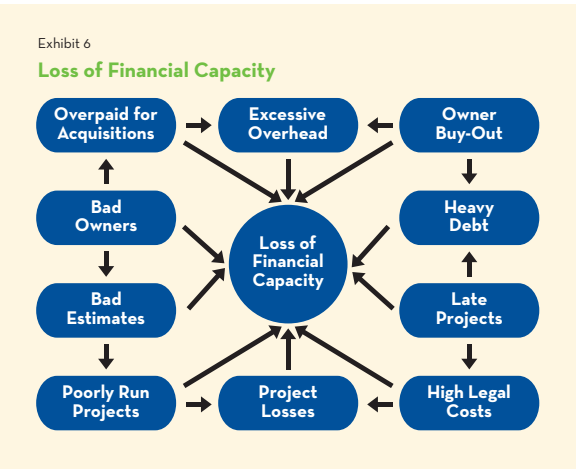 Exhibit 6
Loss of Financial Capacity
Overpaid for
Acquisitions
Excessive
Overhead
Owner
Buy-Out
Bad
Owners
Heavy
Debt
Loss of
Financial
Capacity
Bad
Estimates
Late
Projects
Poorly Run
Projects
Project
Losses
High Legal
Costs